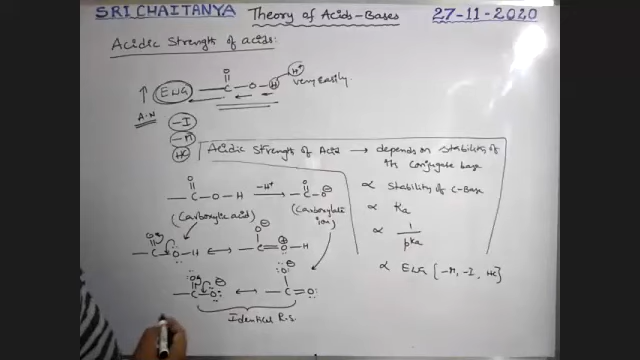 SRI CHAITANYA Theory of Acids-Bases 27-11-2020
Acidic Strength of acids:
↑ EWG — C — O — H H⁺ very easily
O
A.N
-I
-M
HC
Acidic Strength of Acid → depends on stability of
its conjugate base
∝ Stability of C-Base
∝ Ka
∝ 1/pKa
∝ EWG [-M, -I, HC]
O
— C — O — H -H⁺ → — C — O⊖
(Carboxylic acid) (Carboxylate
ion)
— C — O — H ↔ — C = O — H
— C — O ↔ — C = O
Identical R.S